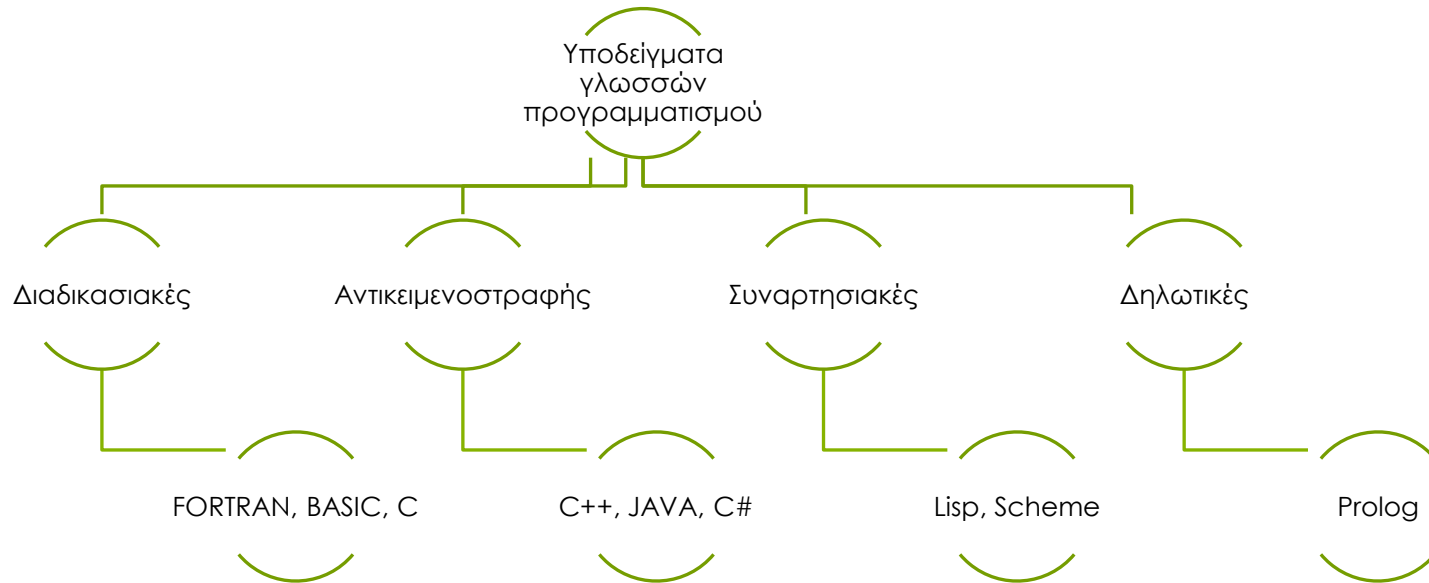 Υποδείγματα
γλωσσών
προγραμματισμού
Διαδικασιακές
Αντικειμενοστραφής
Συναρτησιακές
Δηλωτικές
FORTRAN, BASIC, C
C++, JAVA, C#
Lisp, Scheme
Prolog